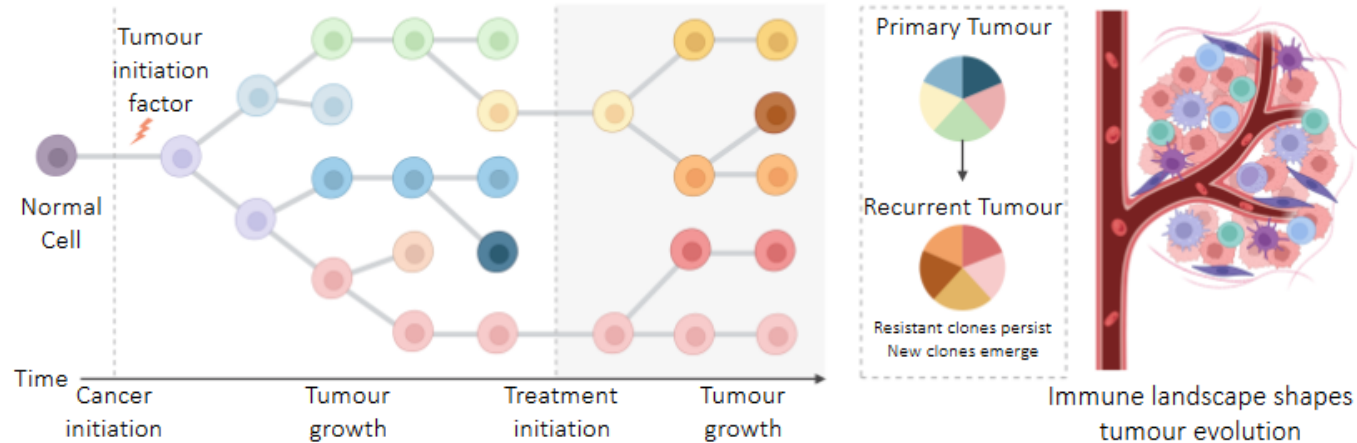 Tumour
initiation
factor
Normal
Cell
Time
Cancer
initiation
Tumour
growth
Treatment
initiation
Tumour
growth
Primary Tumour
Recurrent Tumour
Resistant clones persist
New clones emerge
Immune landscape shapes
tumour evolution